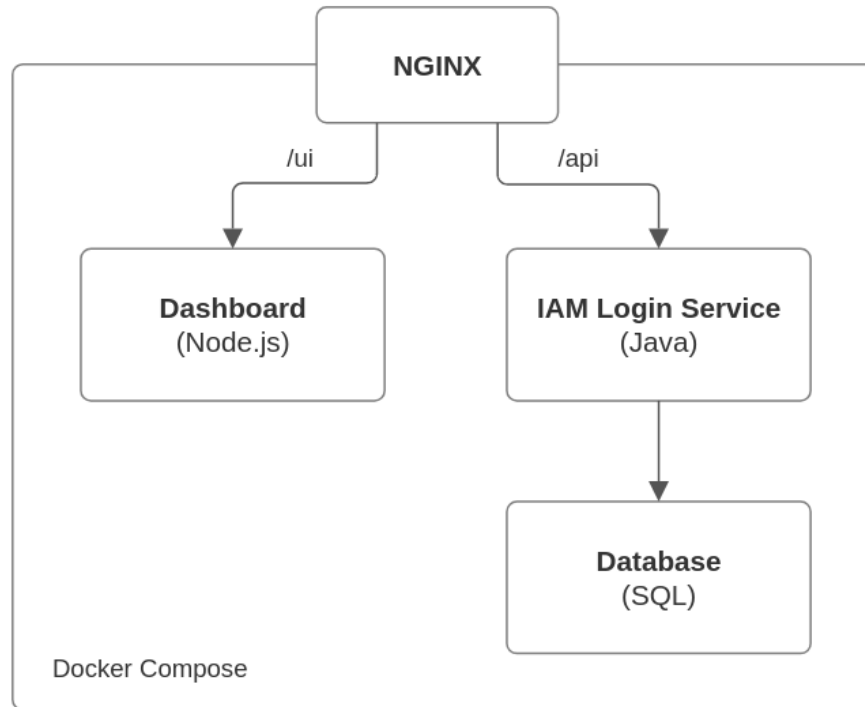 NGINX
/ui
/api
Dashboard
(Node.js)
IAM Login Service
(Java)
Database
(SQL)
Docker Compose